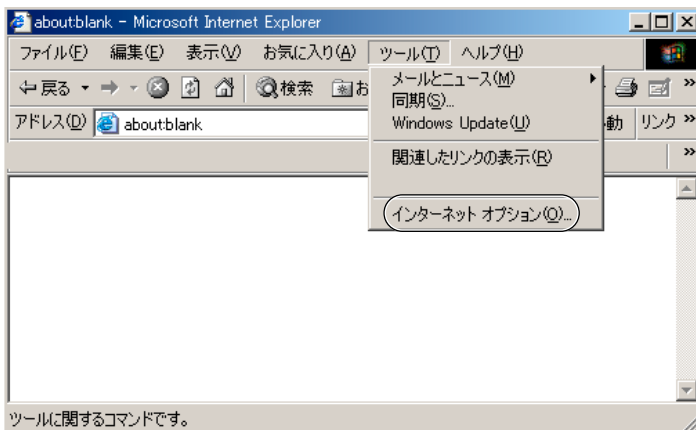 about:blank - Microsoft Internet Explorer
ファイル(F) 編集(E) 表示(V) お気に入り(A) ツール(T) ヘルプ(H)
戻る 検索 お
メールとニュース(M)
同期(S)...
Windows Update(U)
関連したリンクの表示(R)
インターネット オプション(O)...
アドレス(D) about:blank 動 リンク »
ツールに関するコマンドです。